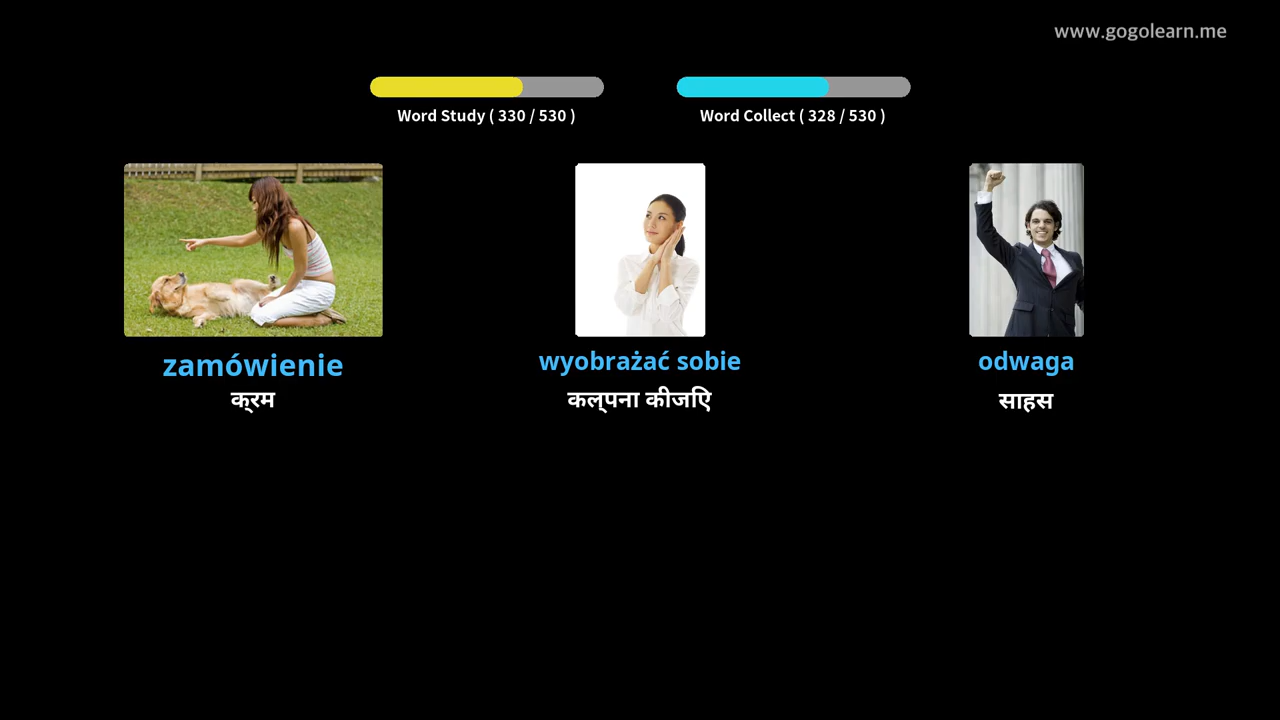 www.gogolearn.me
Word Study ( 330 / 530 )
Word Collect ( 328 / 530 )
zamówienie
wyobrażać sobie
odwaga
क्रम
कल्पना कीजिए
साहस